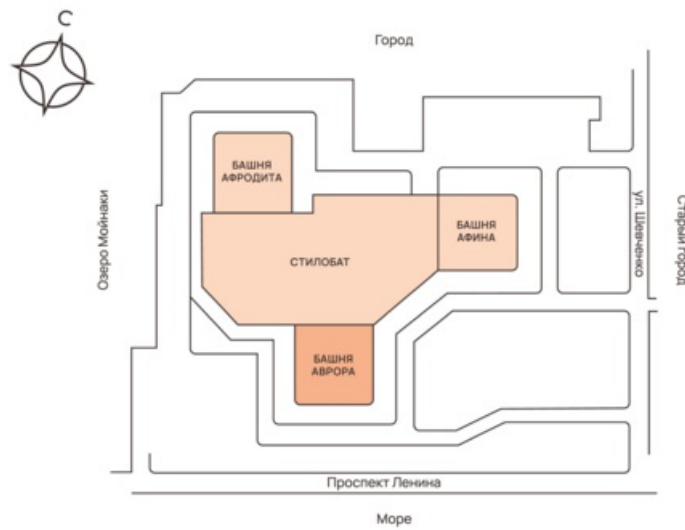 С
Город
БАШНЯ
АФРОДИТА
Озеро Мойнаки
БАШНЯ
АФИНА
ул. Шевченко
Старый город
СТИЛОБАТ
БАШНЯ
АВРОРА
Проспект Ленина
Море